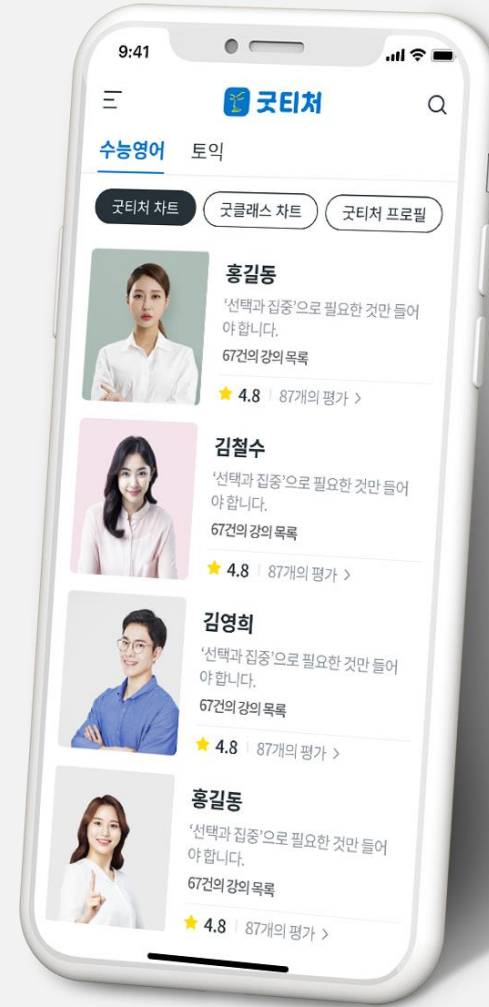 9:41
굿티처
수능영어 토익
굿티처 차트 굿클래스 차트 굿티처 프로필
홍길동
‘선택과 집중’으로 필요한 것만 들어
야 합니다.
67건의 강의 목록
4.8 87개의 평가 >
김철수
‘선택과 집중’으로 필요한 것만 들어
야 합니다.
67건의 강의 목록
4.8 87개의 평가 >
김영희
‘선택과 집중’으로 필요한 것만 들어
야 합니다.
67건의 강의 목록
4.8 87개의 평가 >
홍길동
‘선택과 집중’으로 필요한 것만 들어
야 합니다.
67건의 강의 목록
4.8 87개의 평가 >